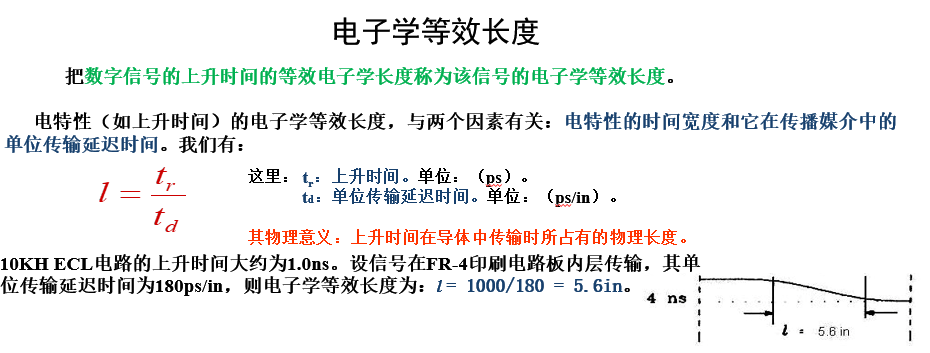 电子学等效长度
把数字信号的上升时间的等效电子学长度称为该信号的电子学等效长度。
电特性（如上升时间）的电子学等效长度，与两个因素有关：电特性的时间宽度和它在传播媒介中的
单位传输延迟时间。我们有：
l = tr / td
这里： tr：上升时间。单位：（ps）。
td：单位传输延迟时间。单位：（ps/in）。
其物理意义：上升时间在导体中传输时所占有的物理长度。
10KH ECL电路的上升时间大约为1.0ns。设信号在FR-4印刷电路板内层传输，其单
位传输延迟时间为180ps/in，则电子学等效长度为：l = 1000/180 = 5.6in。
4 ns
l = 5.6 in